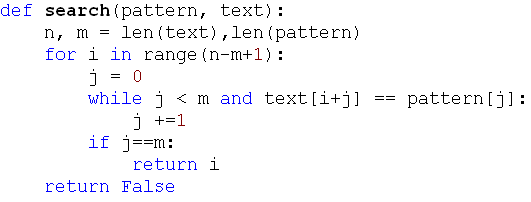 def search(pattern, text):
    n, m = len(text),len(pattern)
    for i in range(n-m+1):
        j = 0
        while j < m and text[i+j] == pattern[j]:
            j +=1
        if j==m:
            return i
    return False